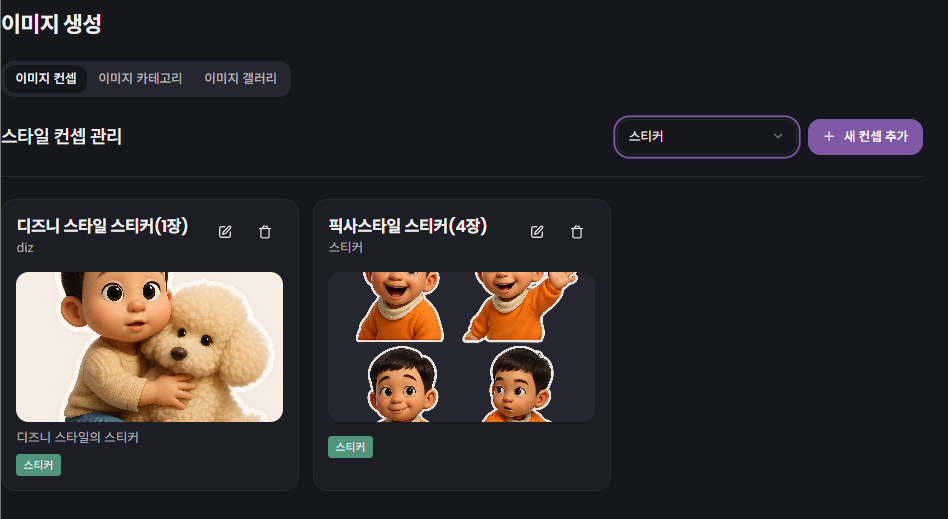 이미지 생성
이미지 컨셉 이미지 카테고리 이미지 갤러리
스타일 컨셉 관리
스티커
+ 새 컨셉 추가
디즈니 스타일 스티커(1장)
diz
디즈니 스타일의 스티커
스티커
픽사스타일 스티커(4장)
스티커
스티커